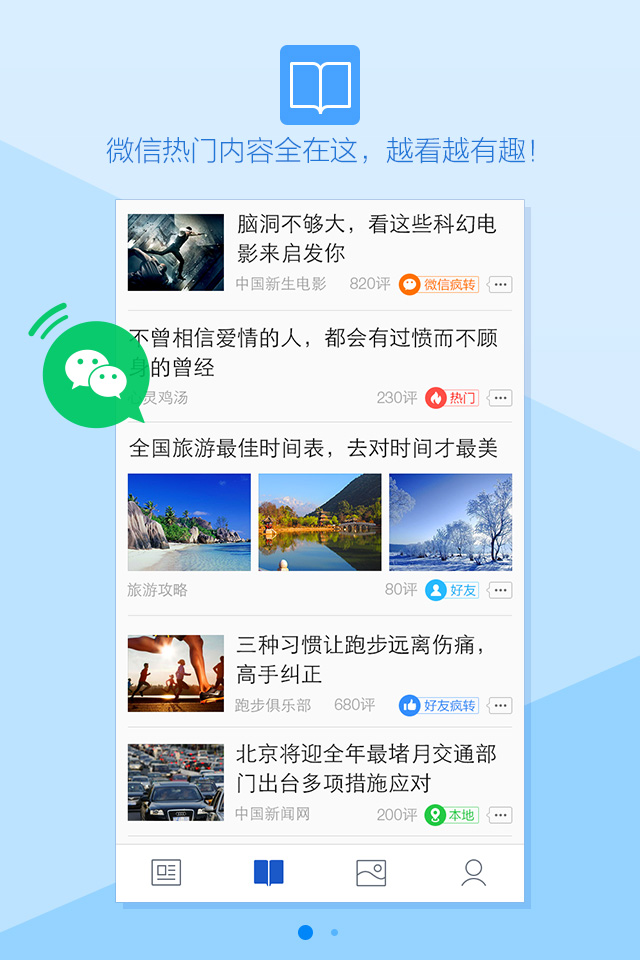 微信热门内容全在这，越看越有趣！
脑洞不够大，看这些科幻电
影来启发你
中国新生电影 820评 微信疯转
不曾相信爱情的人，都会有过愤而不顾
身的曾经
心灵鸡汤 230评 热门
全国旅游最佳时间表，去对时间才最美
旅游攻略 80评 好友
三种习惯让跑步远离伤痛，
高手纠正
跑步俱乐部 680评 好友疯转
北京将迎全年最堵月交通部
门出台多项措施应对
中国新闻网 200评 本地